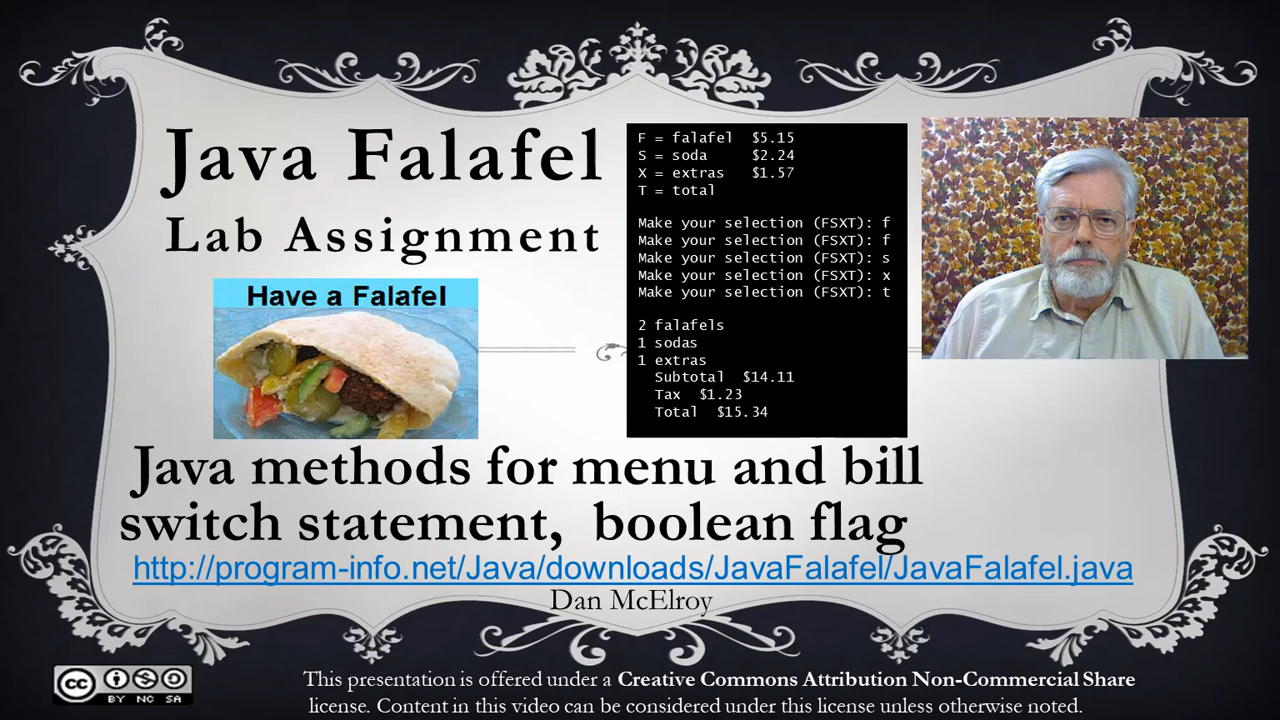 Java Falafel
Lab Assignment
Have a Falafel
F = falafel $5.15
S = soda $2.24
X = extras $1.57
T = total
Make your selection (FSXT): f
Make your selection (FSXT): f
Make your selection (FSXT): s
Make your selection (FSXT): x
Make your selection (FSXT): t
2 falafels
1 sodas
1 extras
Subtotal $14.11
Tax $1.23
Total $15.34
Java methods for menu and bill
switch statement, boolean flag
http://program-info.net/Java/downloads/JavaFalafel/JavaFalafel.java
Dan McElroy
cc
BY NC SA
This presentation is offered under a Creative Commons Attribution Non-Commercial Share
license. Content in this video can be considered under this license unless otherwise noted.